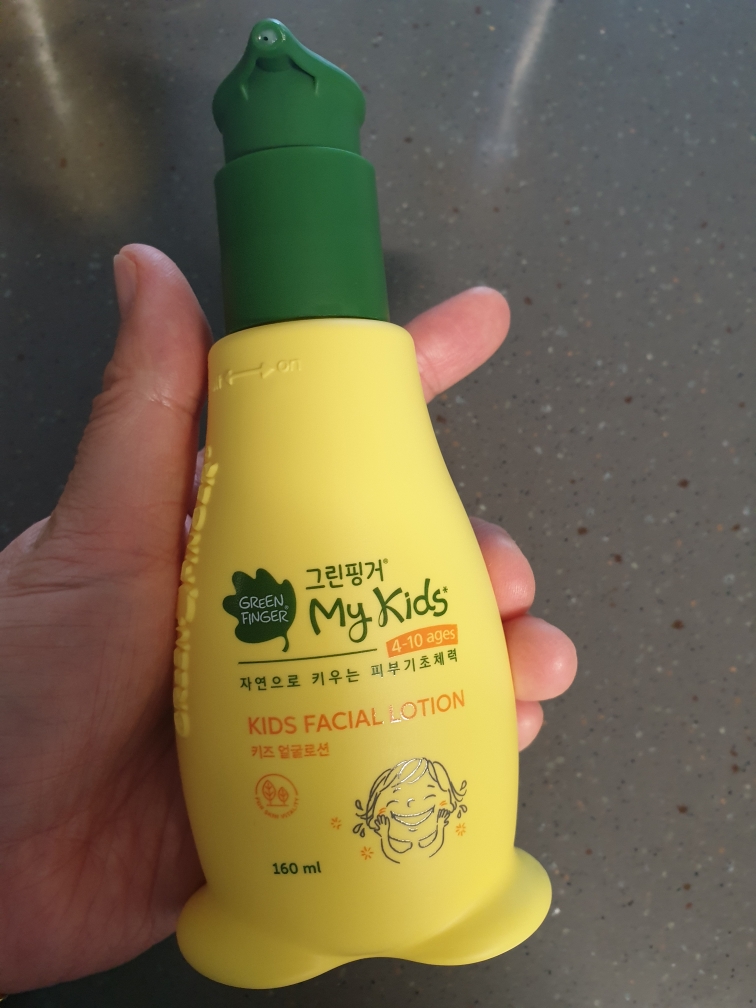 on
GREEN
FINGER®
그린핑거®
My Kids*
4-10 ages
자연으로 키우는 피부기초체력
KIDS FACIAL LOTION
키즈 얼굴로션
160 ml